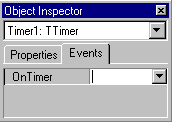 Object Inspector
Timer1: TTimer
Properties Events
OnTimer